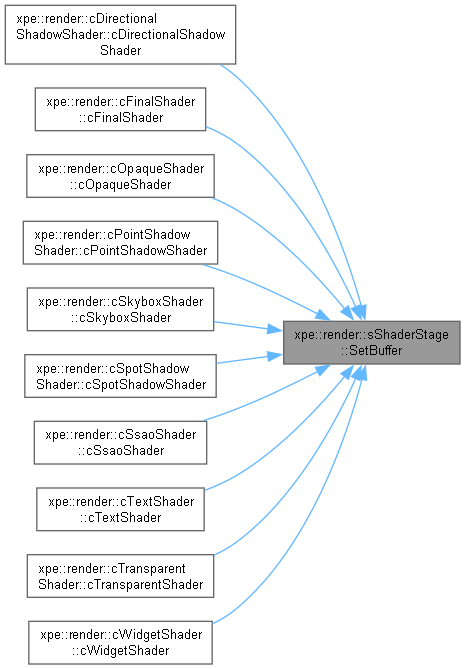 xpe::render::cDirectional
ShadowShader::cDirectionalShadow
Shader
xpe::render::cFinalShader
::cFinalShader
xpe::render::cOpaqueShader
::cOpaqueShader
xpe::render::cPointShadow
Shader::cPointShadowShader
xpe::render::cSkyboxShader
::cSkyboxShader
xpe::render::sShaderStage
::SetBuffer
xpe::render::cSpotShadow
Shader::cSpotShadowShader
xpe::render::cSsaoShader
::cSsaoShader
xpe::render::cTextShader
::cTextShader
xpe::render::cTransparent
Shader::cTransparentShader
xpe::render::cWidgetShader
::cWidgetShader